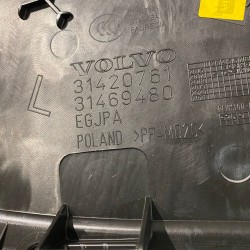 VOLVO
31420761
L
31469480
EGJPA
POLAND >PP-MD20<